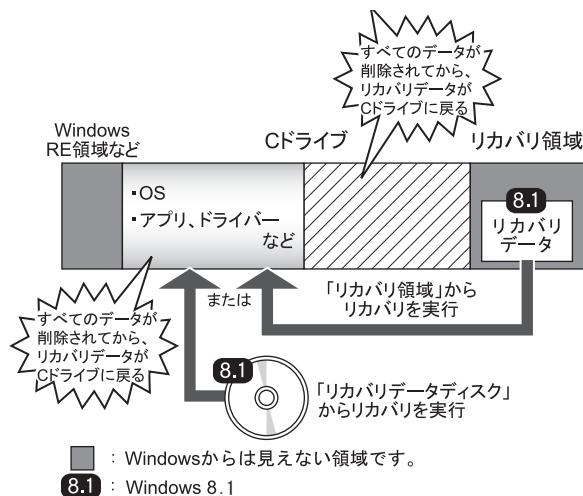 すべてのデータが
削除されてから、
リカバリデータが
Cドライブに戻る
Windows
RE領域など
Cドライブ
リカバリ領域
・OS
・アプリ、ドライバー
など
8.1
リカバリ
データ
または
「リカバリ領域」から
リカバリを実行
すべてのデータが
削除されてから、
リカバリデータが
Cドライブに戻る
8.1
「リカバリデータディスク」
からリカバリを実行
：Windowsからは見えない領域です。
8.1：Windows 8.1